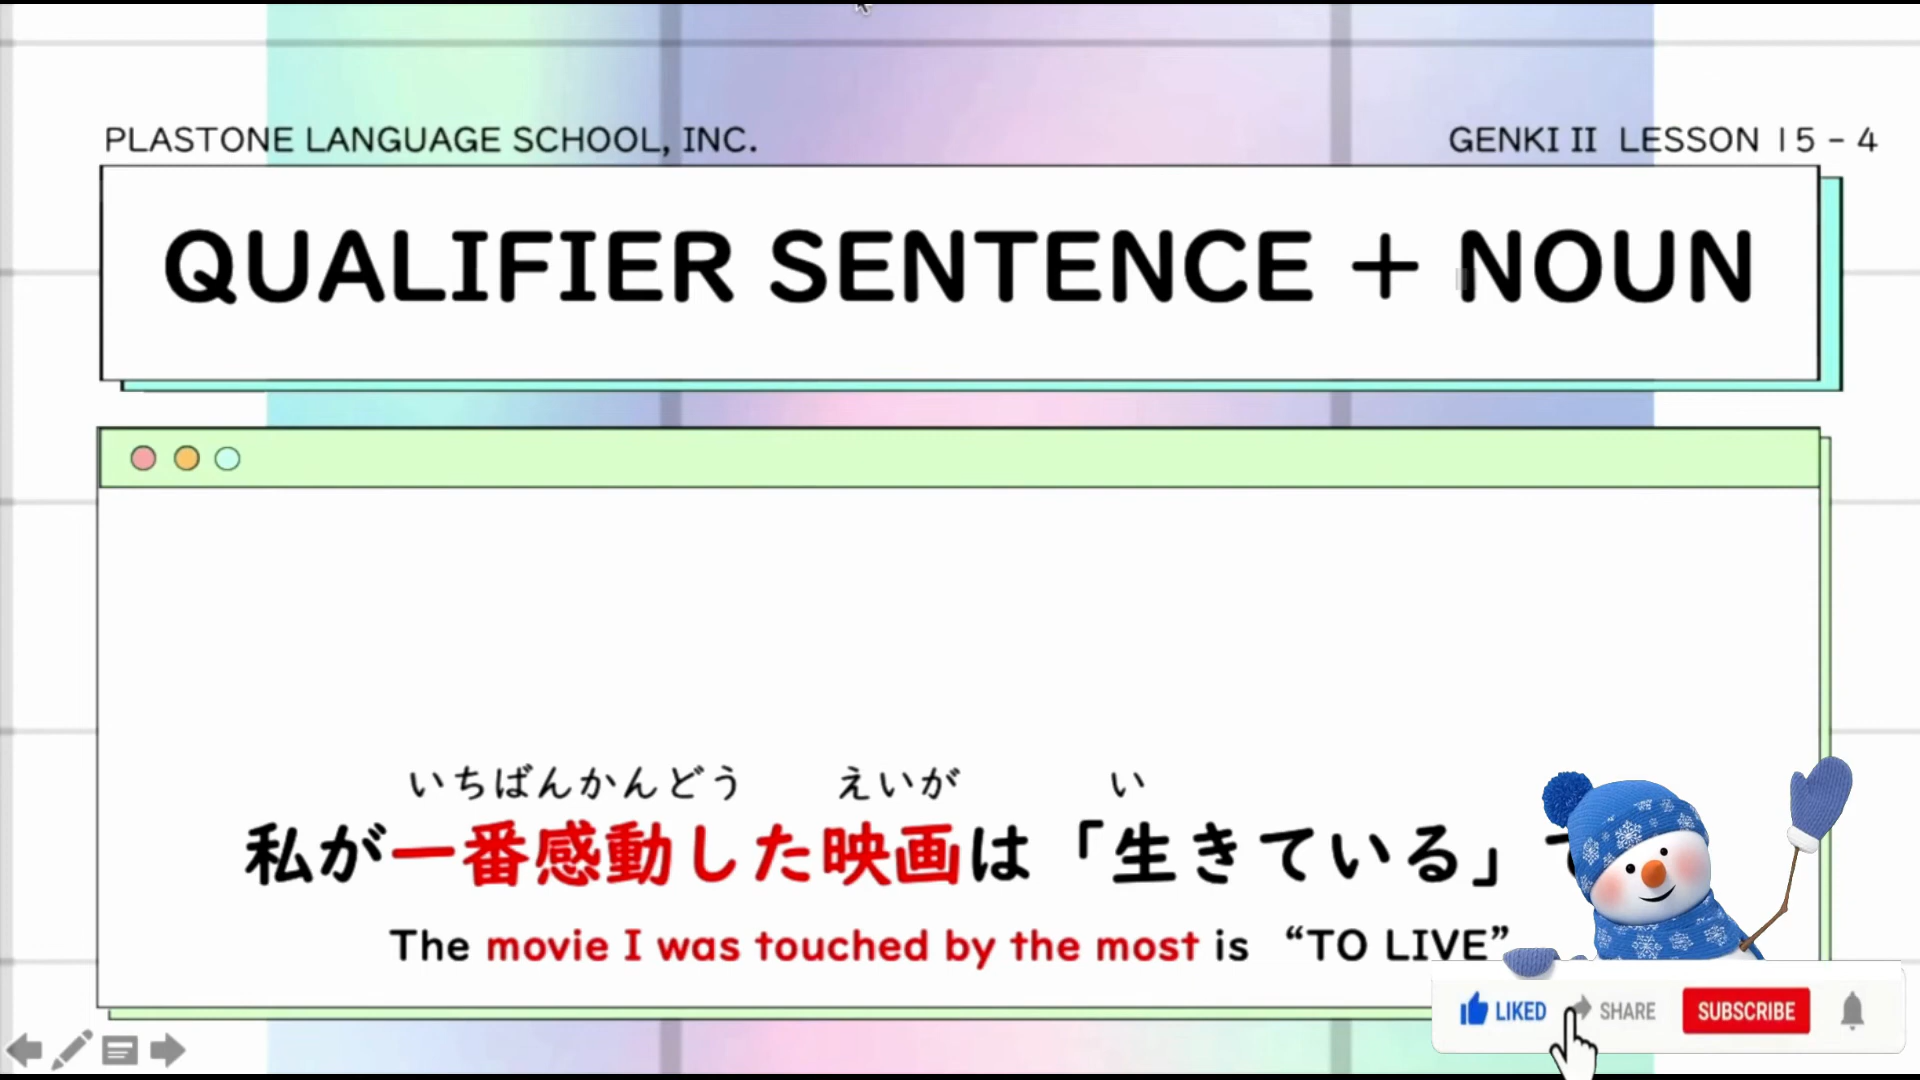 PLASTONE LANGUAGE SCHOOL, INC.
GENKI II LESSON 15 - 4
QUALIFIER SENTENCE + NOUN
いちばんかんどう えいが い
私が一番感動した映画は「生きている」
The movie I was touched by the most is “TO LIVE”
LIKED SHARE SUBSCRIBE